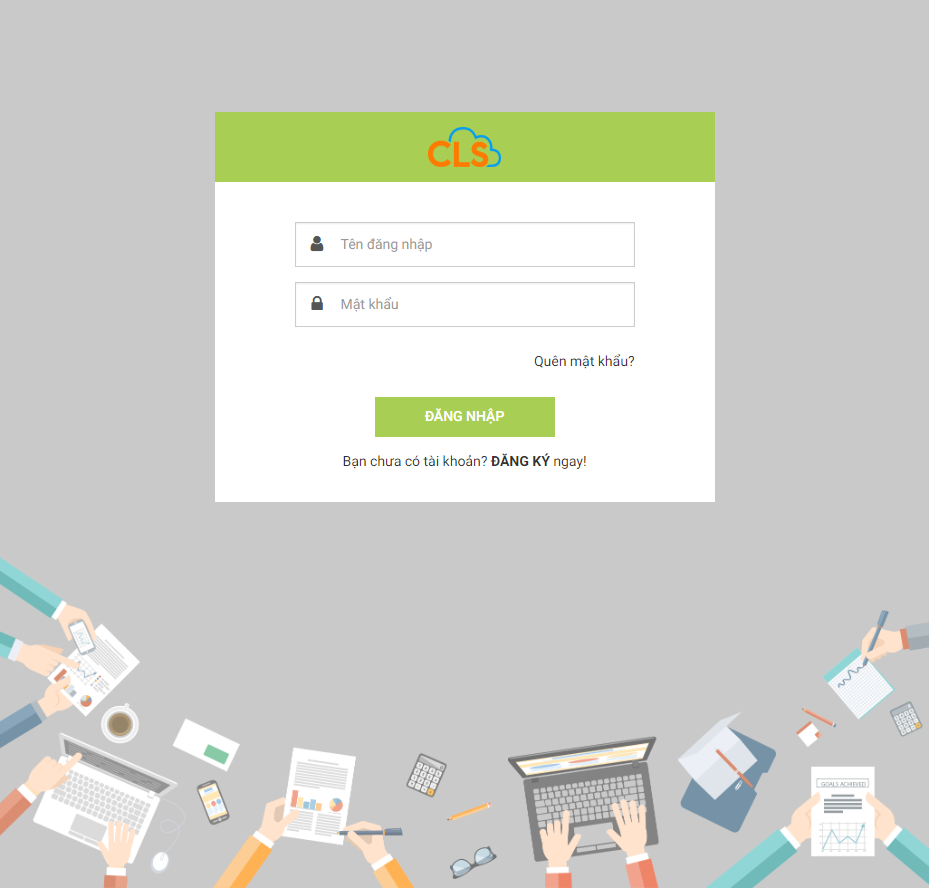 CLS
Tên đăng nhập
Mật khẩu
Quên mật khẩu?
ĐĂNG NHẬP
Bạn chưa có tài khoản? ĐĂNG KÝ ngay!
GOALS ACHIEVED